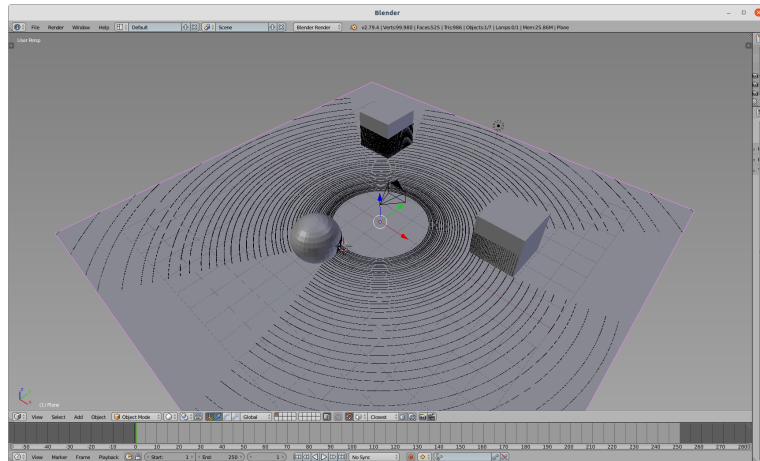 Blender
File Render Window Help Default Scene Blender Render v2.79.4 | Verts:99.980 | Faces:525 | Tris:986 | Objects:1/7 | Lamps:0/1 | Mem:25.86M | Plane
User Persp
(1) Plane
View Select Add Object Object Mode Global Closest
-50 -40 -30 -20 -10 0 10 20 30 40 50 60 70 80 90 100 110 120 130 140 150 160 170 180 190 200 210 220 230 240 250 260 270 280
View Marker Frame Playback Start: 1 End: 250 1 No Sync